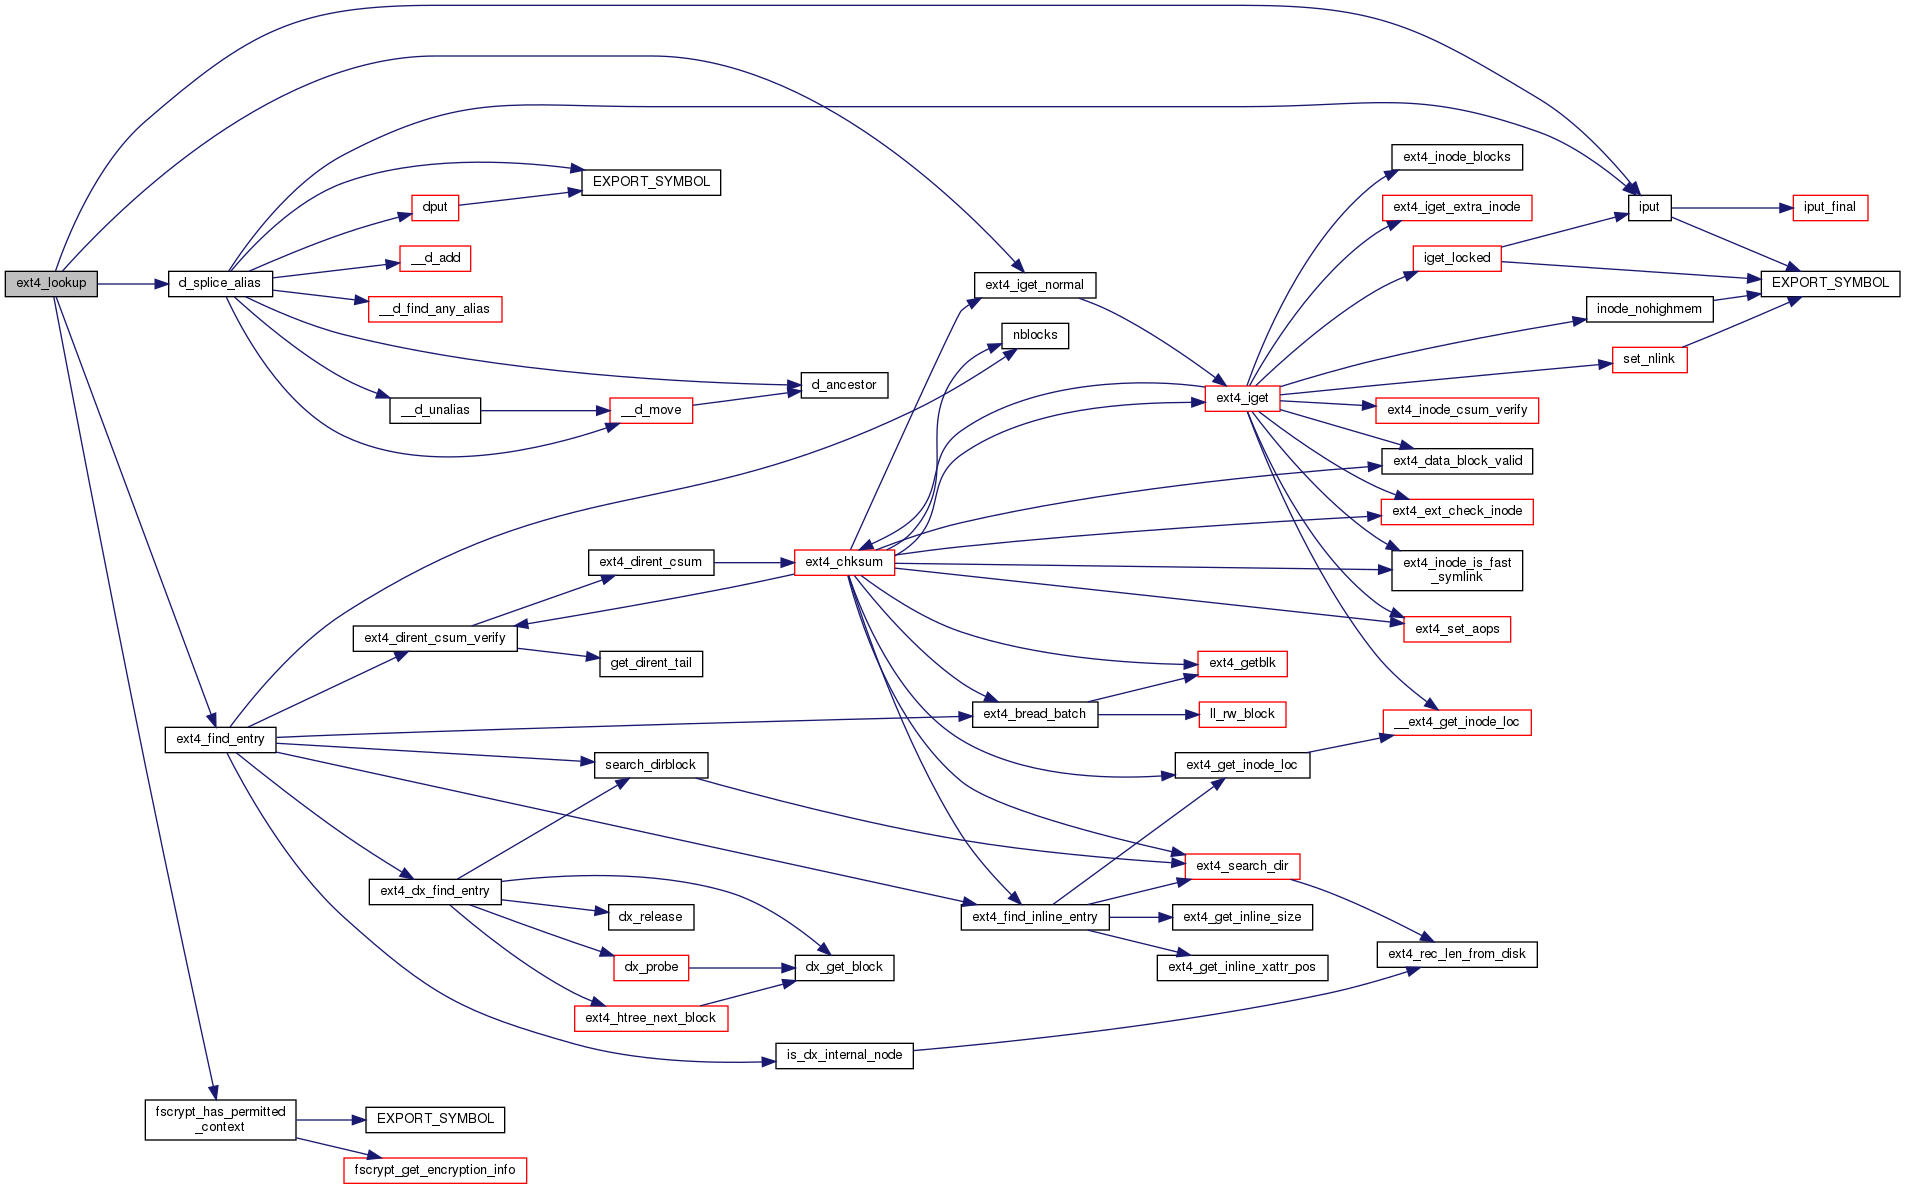 ext4_lookup
d_splice_alias
EXPORT_SYMBOL
dput
__d_add
__d_find_any_alias
d_ancestor
__d_unalias
__d_move
ext4_iget_normal
nblocks
ext4_iget
ext4_inode_blocks
ext4_iget_extra_inode
iget_locked
iput
iput_final
EXPORT_SYMBOL
inode_nohighmem
set_nlink
ext4_inode_csum_verify
ext4_data_block_valid
ext4_ext_check_inode
ext4_inode_is_fast
_symlink
ext4_set_aops
__ext4_get_inode_loc
ext4_dirent_csum
ext4_chksum
ext4_dirent_csum_verify
get_dirent_tail
ext4_getblk
ext4_bread_batch
ll_rw_block
ext4_find_entry
search_dirblock
ext4_get_inode_loc
ext4_search_dir
ext4_dx_find_entry
dx_release
ext4_find_inline_entry
ext4_get_inline_size
ext4_get_inline_xattr_pos
ext4_rec_len_from_disk
dx_probe
dx_get_block
ext4_htree_next_block
is_dx_internal_node
fscrypt_has_permitted
_context
EXPORT_SYMBOL
fscrypt_get_encryption_info